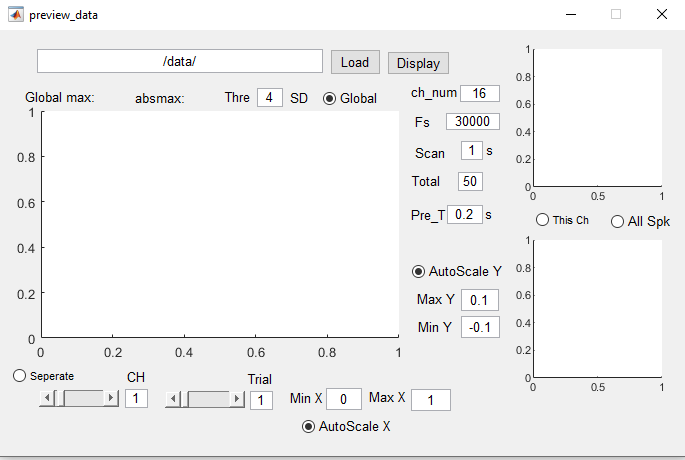 preview_data
/data/
Load
Display
Global max:
absmax:
Thre 4 SD
Global
ch_num 16
Fs 30000
Scan 1 s
Total 50
Pre_T 0.2 s
1
0.8
0.6
0.4
0.2
0
0 0.2 0.4 0.6 0.8 1
1
0.8
0.6
0.4
0.2
0
0 0.5 1
This Ch
All Spk
AutoScale Y
Max Y 0.1
Min Y -0.1
1
0.8
0.6
0.4
0.2
0
0 0.5 1
Seperate
CH
1
Trial
1
Min X 0
Max X 1
AutoScale X